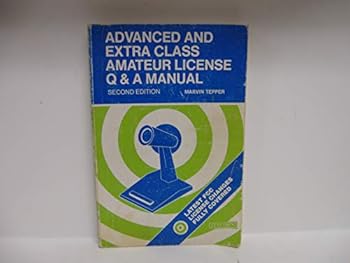 ADVANCED AND
EXTRA CLASS
AMATEUR LICENSE
Q & A MANUAL
SECOND EDITION MARVIN TEPPER
LATEST FCC
LICENSE CHANGES
FULLY COVERED